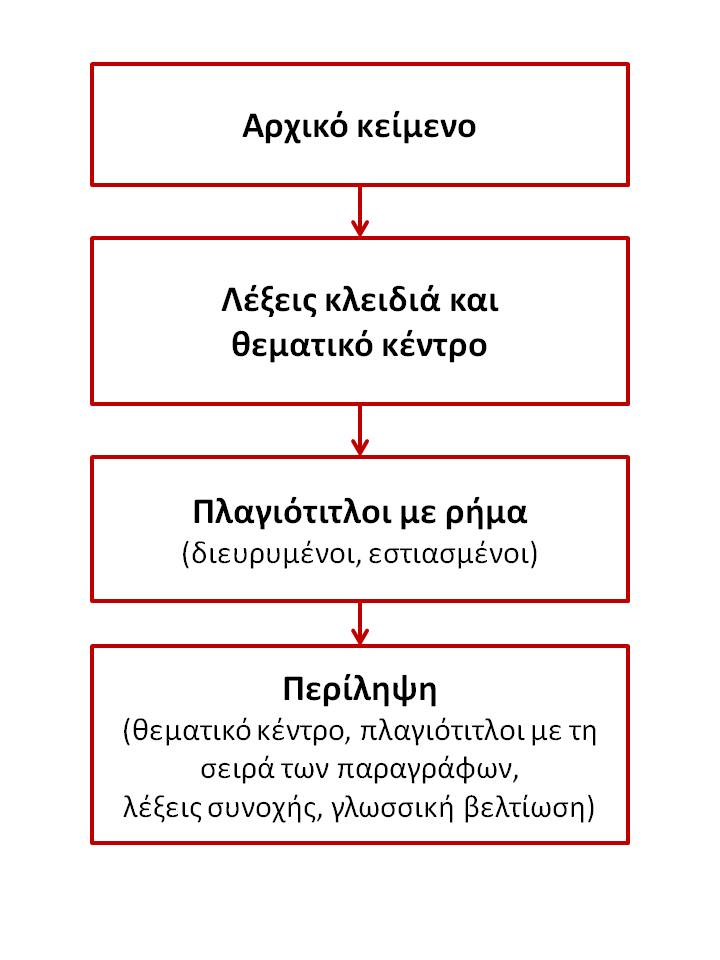 Αρχικό κείμενο
Λέξεις κλειδιά και
θεματικό κέντρο
Πλαγιότιτλοι με ρήμα
(διευρυμένοι, εστιασμένοι)
Περίληψη
(θεματικό κέντρο, πλαγιότιτλοι με τη
σειρά των παραγράφων,
λέξεις συνοχής, γλωσσική βελτίωση)